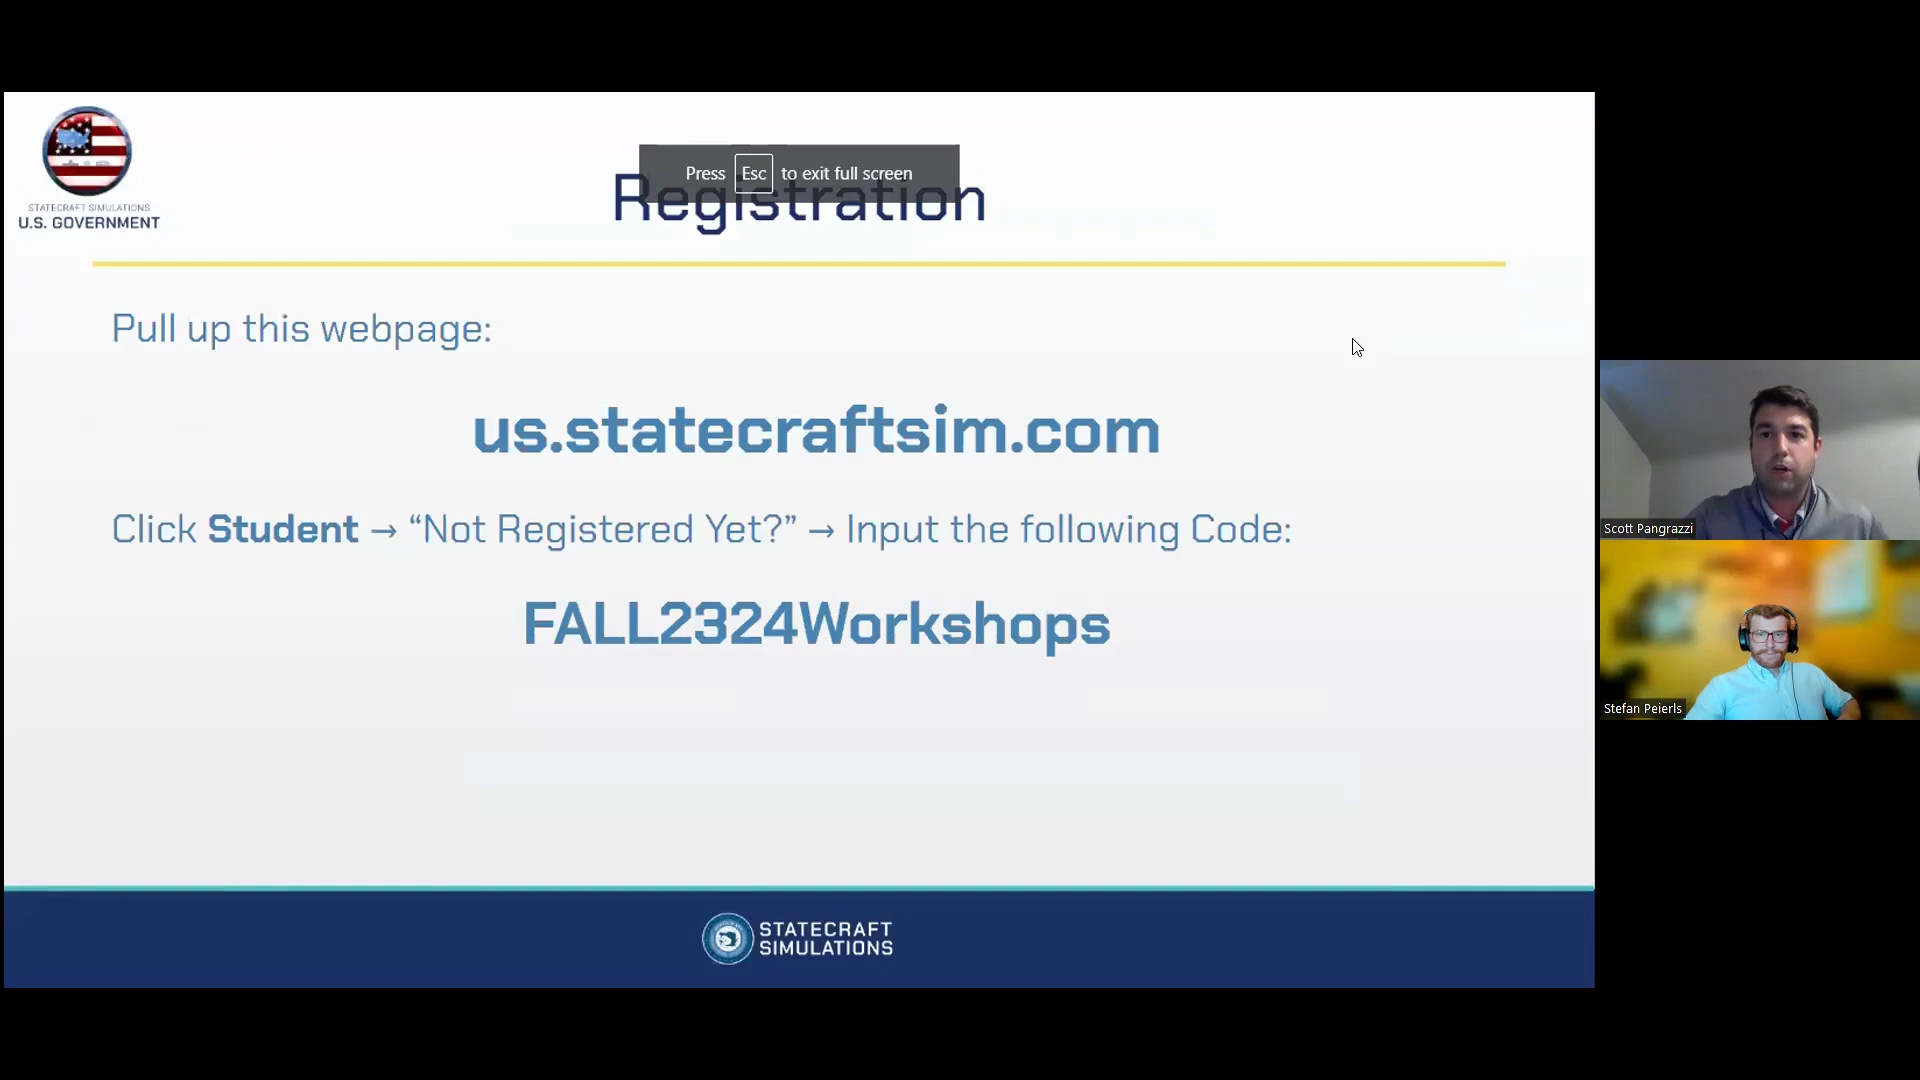 STATECRAFT SIMULATIONS
U.S. GOVERNMENT
Press Esc to exit full screen
Registration
Pull up this webpage:
us.statecraftsim.com
Click Student → “Not Registered Yet?” → Input the following Code:
FALL2324Workshops
STATECRAFT
SIMULATIONS
Scott Pangrazzi
Stefan Peierls